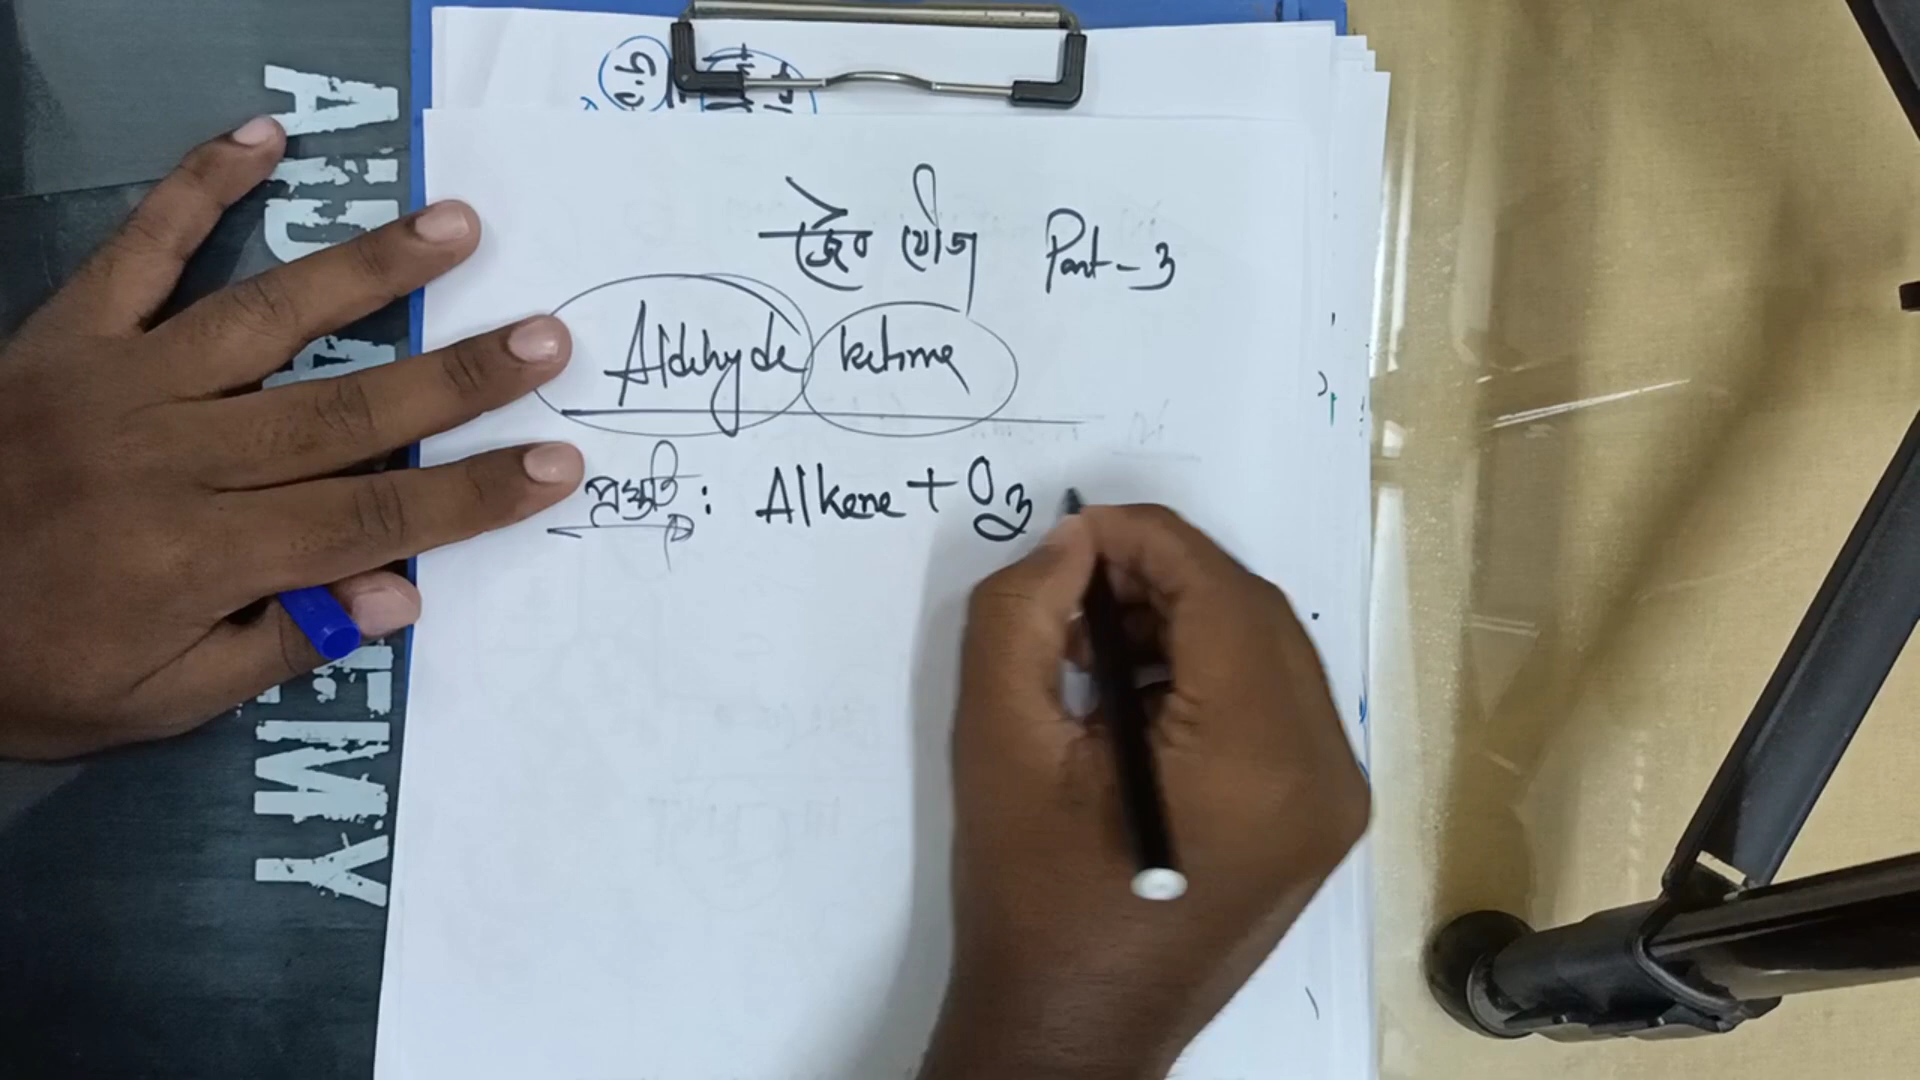 জৈব যৌগ Part - 3
Aldehyde ketone
প্রস্তুতি : Alkene + O3